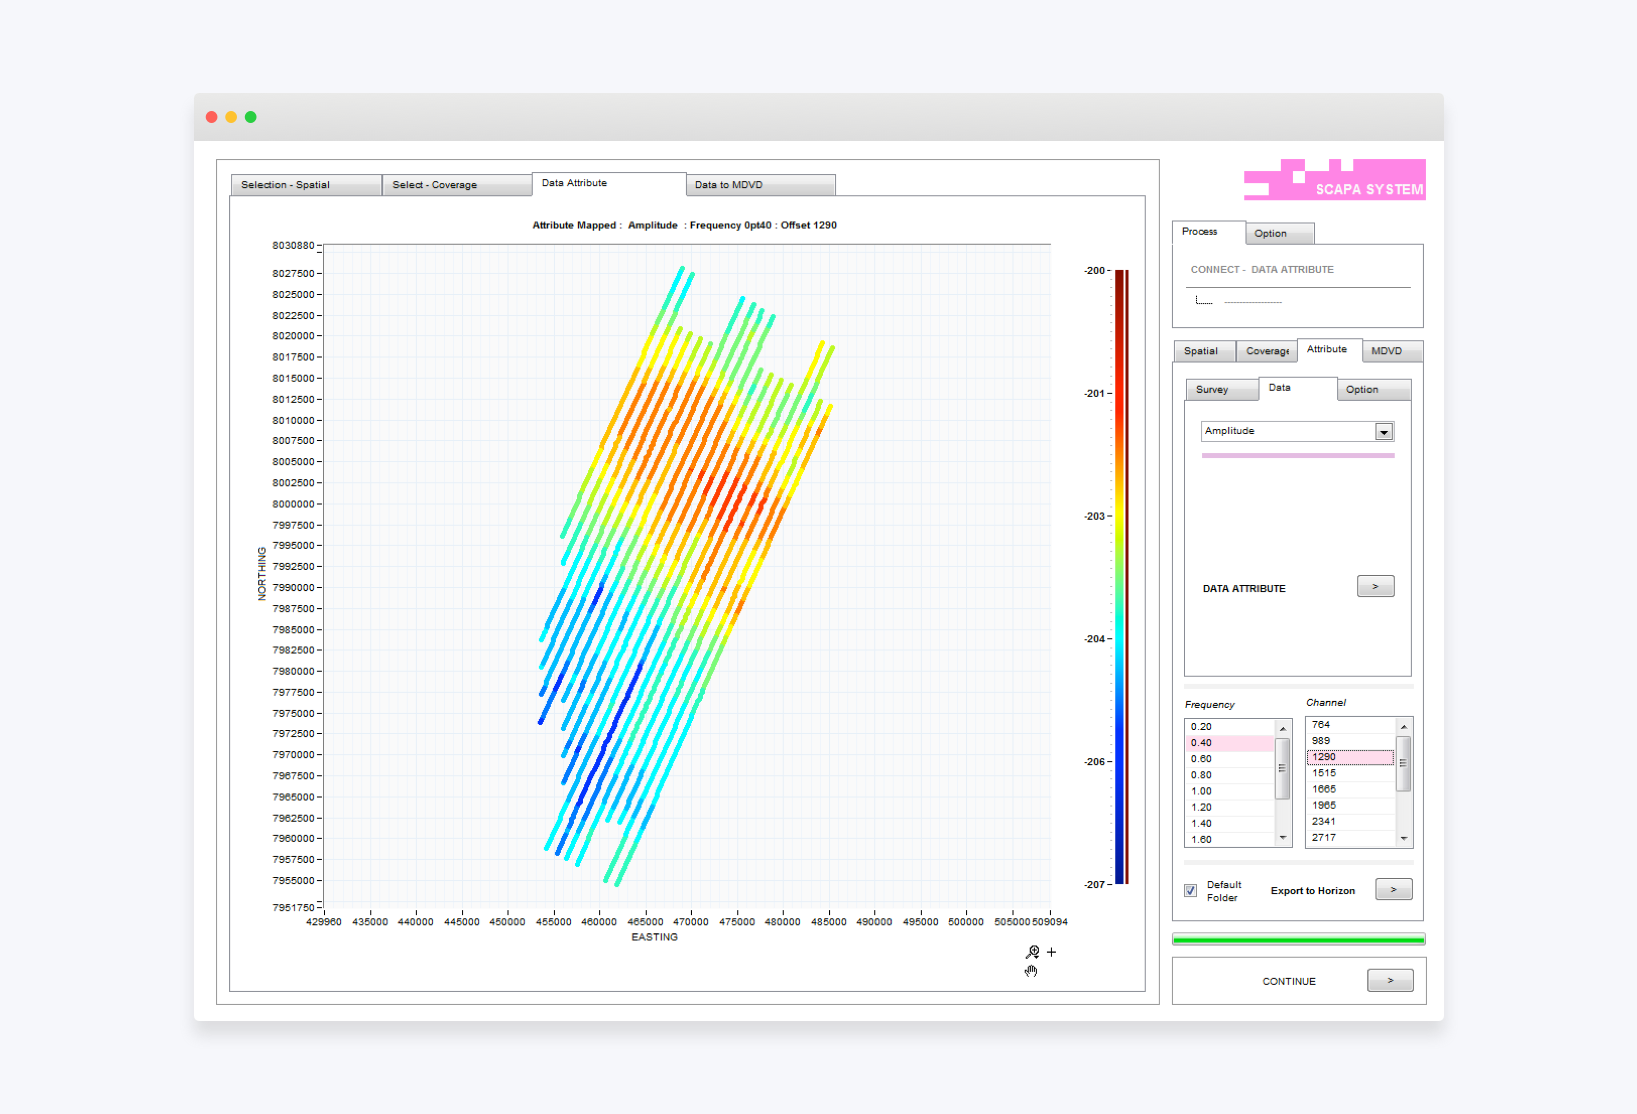 Selection - Spatial
Select - Coverage
Data Attribute
Data to MDVD
Attribute Mapped :  Amplitude  : Frequency 0pt40 : Offset 1290
8030880
8027500
8025000
8022500
8020000
8017500
8015000
8012500
8010000
8007500
8005000
8002500
8000000
7997500
7995000
7992500
7990000
7987500
7985000
7982500
7980000
7977500
7975000
7972500
7970000
7967500
7965000
7962500
7960000
7957500
7955000
7951750
NORTHING
429960 435000 440000 445000 450000 455000 460000 465000 470000 475000 480000 485000 490000 495000 500000 505000 509094
EASTING
-200
-201
-203
-204
-206
-207
SCAPA SYSTEM
Process
Option
CONNECT -  DATA ATTRIBUTE
Spatial
Coverage
Attribute
MDVD
Survey
Data
Option
Amplitude
DATA ATTRIBUTE
>
Frequency
0.20
0.40
0.60
0.80
1.00
1.20
1.40
1.60
Channel
764
989
1290
1515
1665
1965
2341
2717
Default
Folder
Export to Horizon
>
CONTINUE
>